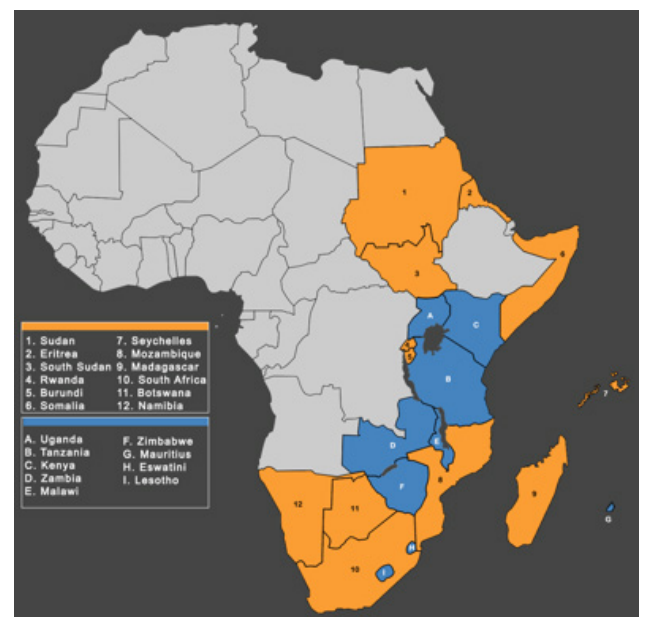 1
2
3
6
A
C
4
5
B
7
D
E
F
8
9
G
12
11
H
10
I
1. Sudan 7. Seychelles
2. Eritrea 8. Mozambique
3. South Sudan 9. Madagascar
4. Rwanda 10. South Africa
5. Burundi 11. Botswana
6. Somalia 12. Namibia
A. Uganda F. Zimbabwe
B. Tanzania G. Mauritius
C. Kenya H. Eswatini
D. Zambia I. Lesotho
E. Malawi